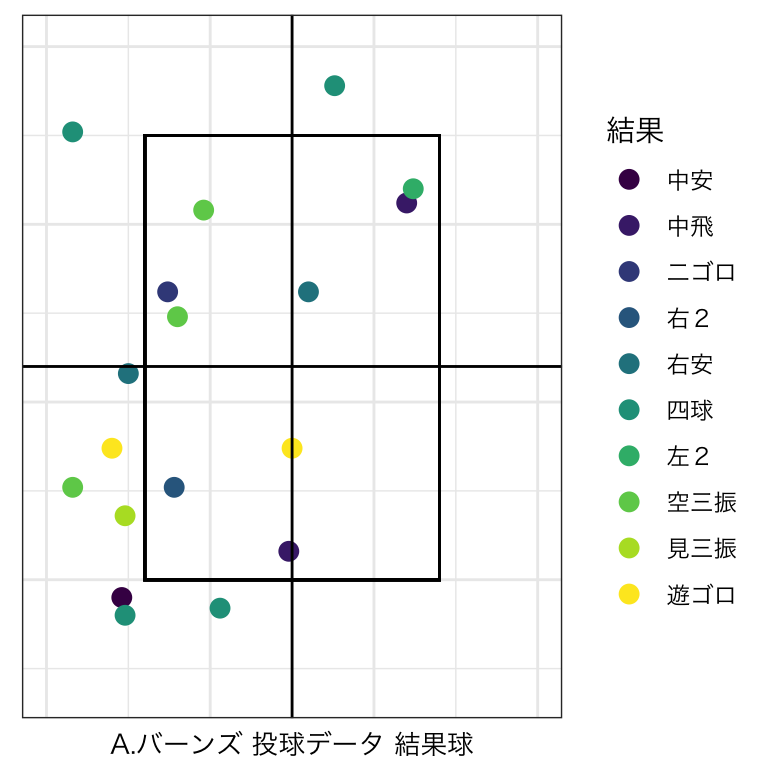 結果
中安
中飛
二ゴロ
右２
右安
四球
左２
空三振
見三振
遊ゴロ
A.バーンズ 投球データ 結果球